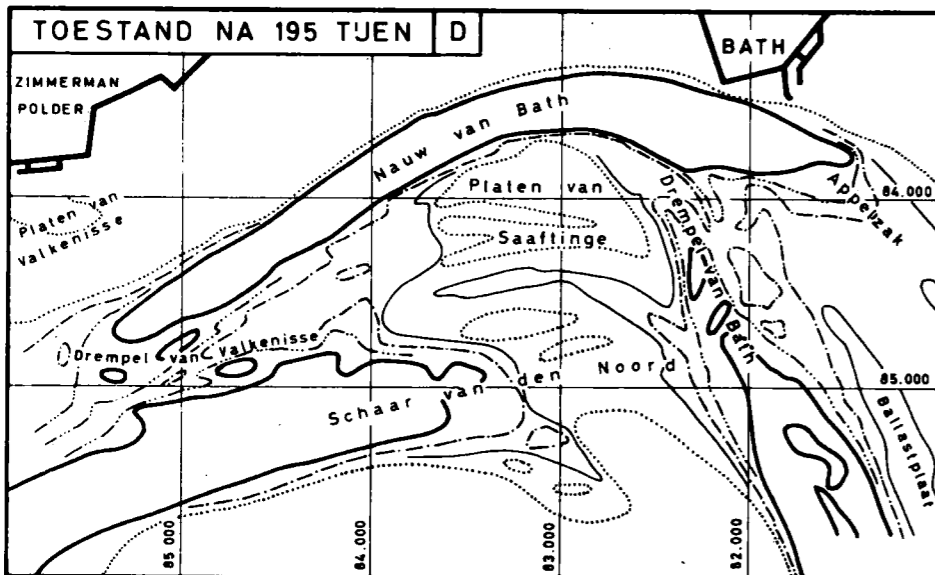 TOESTAND NA 195 TIJEN D
BATH
ZIMMERMAN
POLDER
Nauw van Bath
Platen van
Valkenisse
Platen van
Saaftinge
Drempel van Bath
Appelzak
84.000
Drempel van Valkenisse
Schaar van den Noord
85.000
Ballastplaat
85.000
84.000
83.000
82.000